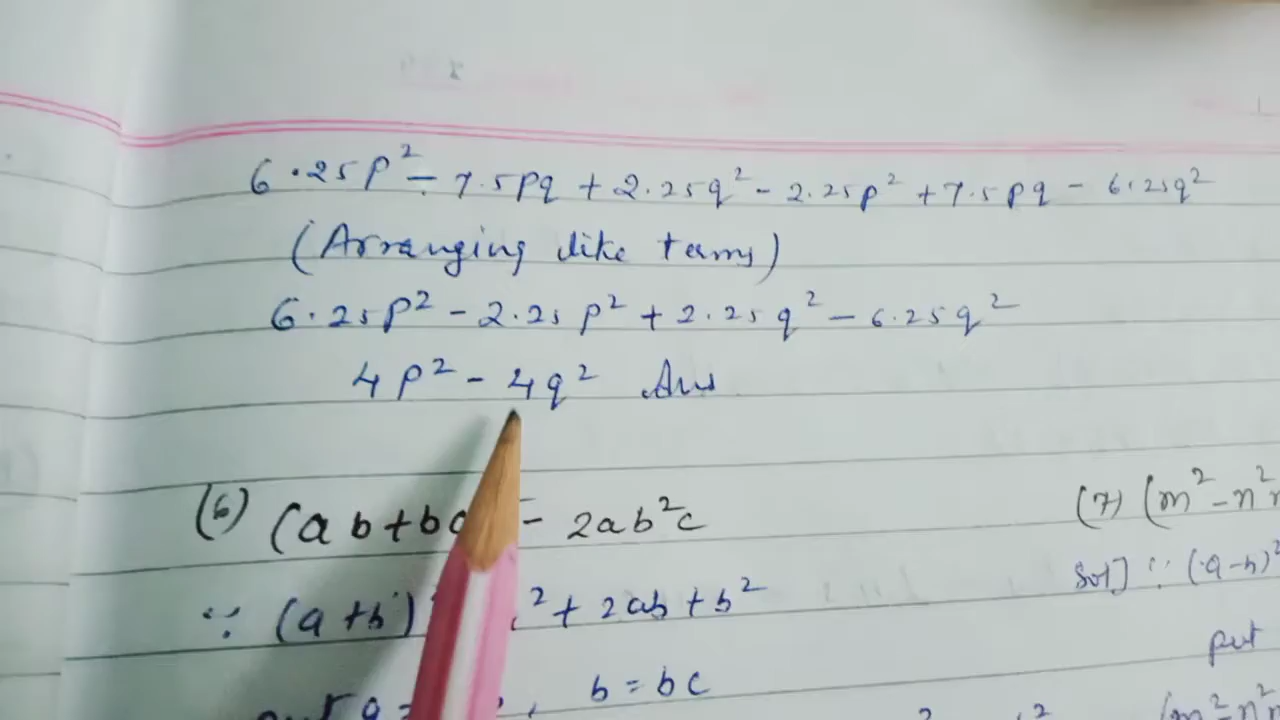 6.25p² - 7.5pq + 2.25q² - 2.25p² + 7.5pq - 6.25q²
(Arranging like terms)
6.25p² - 2.25p² + 2.25q² - 6.25q²
4p² - 4q² Ans
(6) (ab+bc - 2ab²c
(7) (m² - n²
∵ (a+b) ² + 2ab + b²
Sol] ∵ (a-b)²
b = bc
put
(m²n²